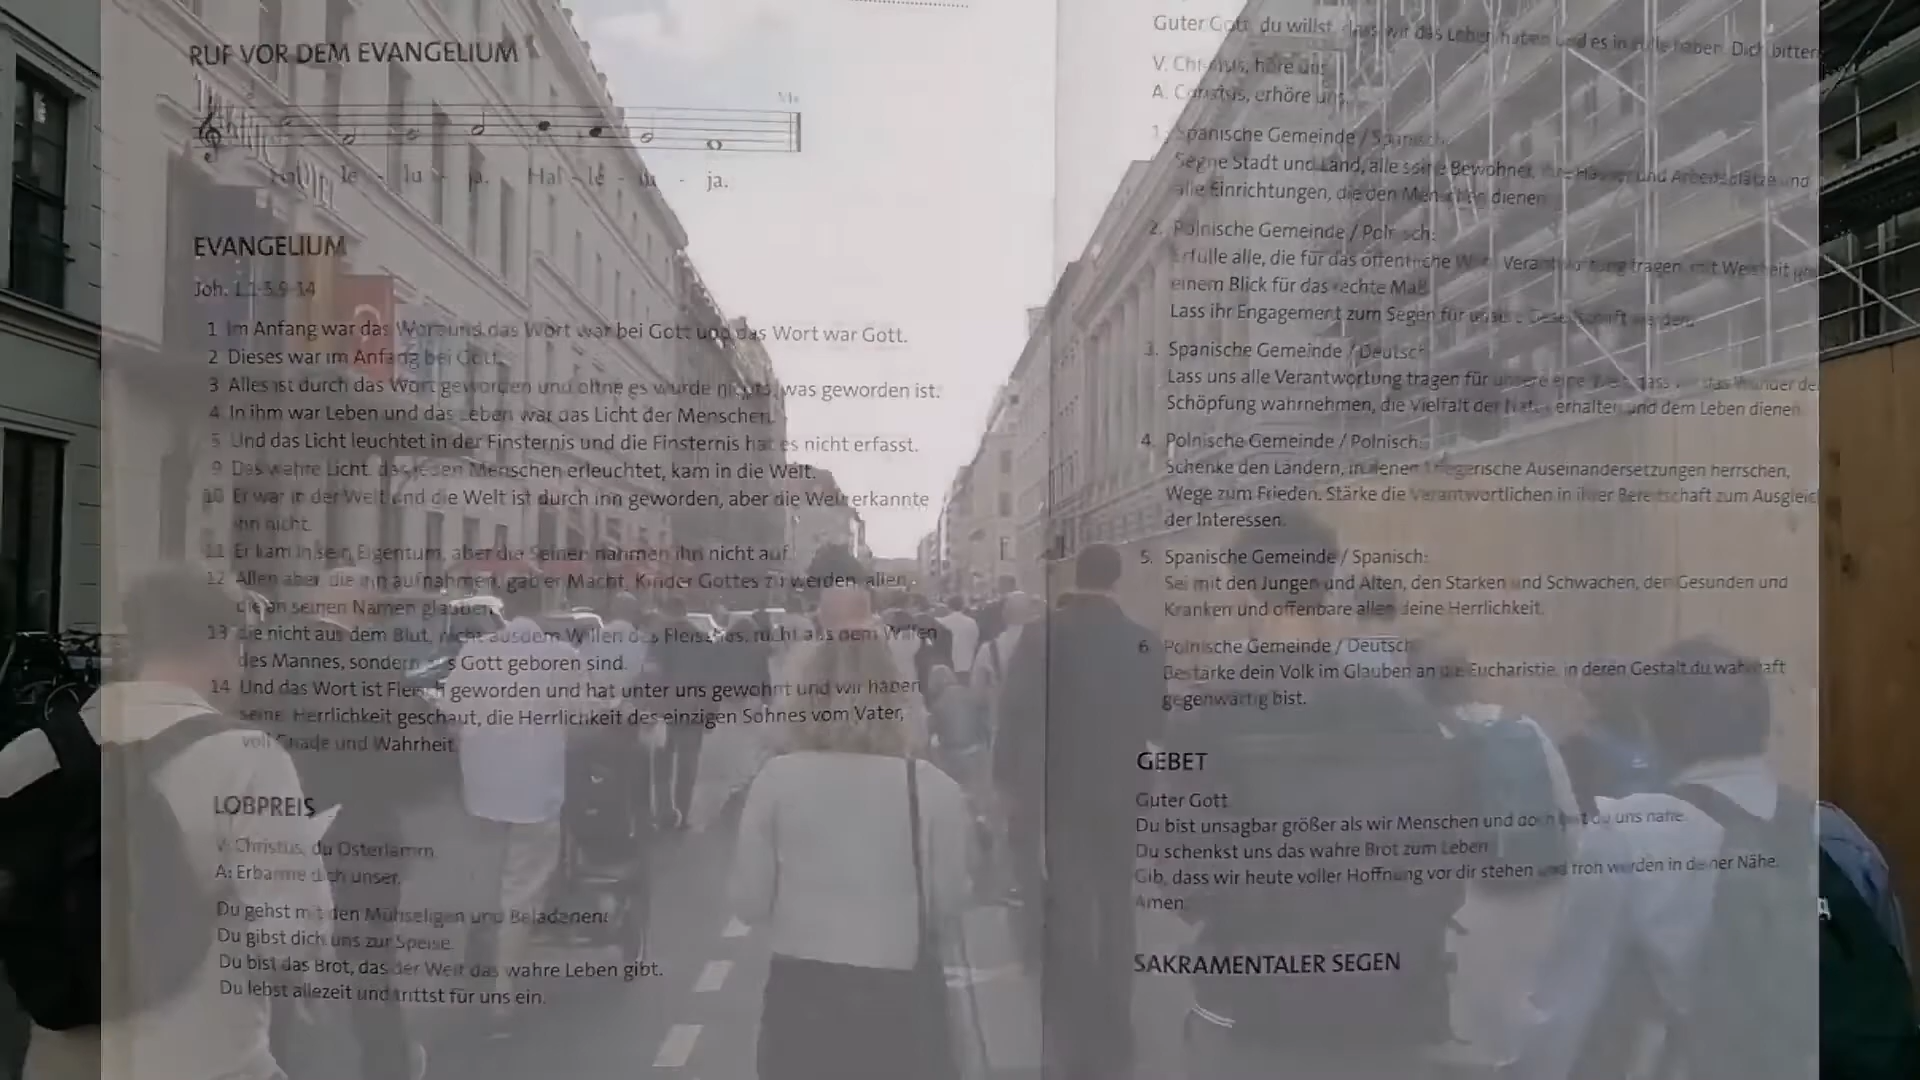 RUF VOR DEM EVANGELIUM
Hal - le - lu - ja. Hal - le - lu - ja.
EVANGELIUM
Joh. 1,1-5.9-14
1 Im Anfang war das Wort und das Wort war bei Gott und das Wort war Gott.
2 Dieses war im Anfang bei Gott.
3 Alles ist durch das Wort geworden und ohne es wurde nichts, was geworden ist.
4 In ihm war Leben und das Leben war das Licht der Menschen.
5 Und das Licht leuchtet in der Finsternis und die Finsternis hat es nicht erfasst.
9 Das wahre Licht, das jeden Menschen erleuchtet, kam in die Welt.
10 Er war in der Welt und die Welt ist durch ihn geworden, aber die Welt erkannte
ihn nicht.
11 Er kam in sein Eigentum, aber die Seinen nahmen ihn nicht auf.
12 Allen aber, die ihn aufnahmen, gab er Macht, Kinder Gottes zu werden, allen,
die an seinen Namen glauben,
13 die nicht aus dem Blut, nicht aus dem Willen des Fleisches, nicht aus dem Willen
des Mannes, sondern aus Gott geboren sind.
14 Und das Wort ist Fleisch geworden und hat unter uns gewohnt und wir haben
seine Herrlichkeit geschaut, die Herrlichkeit des einzigen Sohnes vom Vater,
voll Gnade und Wahrheit.
LOBPREIS
V: Christus, du Osterlamm.
A: Erbarme dich unser.
Du gehst mit den Mühseligen und Beladenen.
Du gibst dich uns zur Speise.
Du bist das Brot, das der Welt das wahre Leben gibt.
Du lebst allezeit und trittst für uns ein.
Guter Gott, du willst, dass wir das Leben haben und es in Fülle haben. Dich bitten
V. Christus, höre uns.
A. Christus, erhöre uns.
1. Spanische Gemeinde / Spanisch:
Segne Stadt und Land, alle seine Bewohner, ihre Häuser und Arbeitsplätze und
alle Einrichtungen, die den Menschen dienen.
2. Polnische Gemeinde / Polnisch:
Erfülle alle, die für das öffentliche Wohl Verantwortung tragen, mit Weisheit und
einem Blick für das rechte Maß.
Lass ihr Engagement zum Segen für unsere Gesellschaft werden.
3. Spanische Gemeinde / Deutsch:
Lass uns alle Verantwortung tragen für unsere eine Welt, dass wir das Wunder der
Schöpfung wahrnehmen, die Vielfalt der Natur erhalten und dem Leben dienen.
4. Polnische Gemeinde / Polnisch:
Schenke den Ländern, in denen kriegerische Auseinandersetzungen herrschen,
Wege zum Frieden. Stärke die Verantwortlichen in ihrer Bereitschaft zum Ausgleich
der Interessen.
5. Spanische Gemeinde / Spanisch:
Sei mit den Jungen und Alten, den Starken und Schwachen, den Gesunden und
Kranken und offenbare allen deine Herrlichkeit.
6. Polnische Gemeinde / Deutsch:
Bestärke dein Volk im Glauben an die Eucharistie, in deren Gestalt du wahrhaft
gegenwärtig bist.
GEBET
Guter Gott
Du bist unsagbar größer als wir Menschen und doch bist du uns nahe.
Du schenkst uns das wahre Brot zum Leben.
Gib, dass wir heute voller Hoffnung vor dir stehen und froh werden in deiner Nähe.
Amen.
SAKRAMENTALER SEGEN